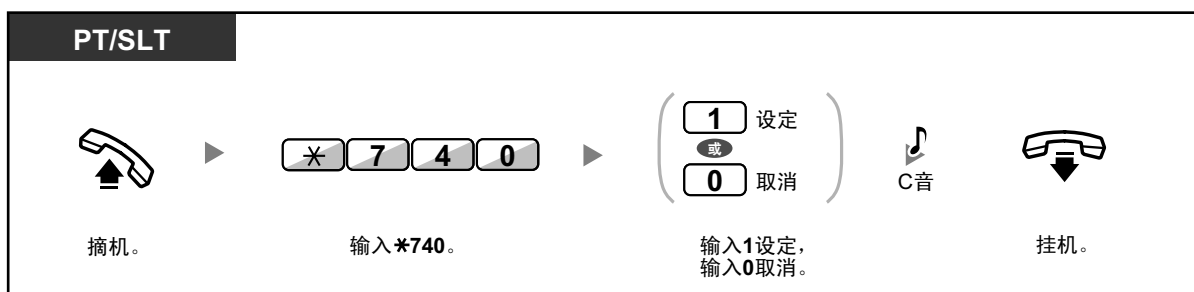 PT/SLT
1 设定
或
* 7 4 0
0 取消
C音
摘机。
输入*740。
输入1设定，
输入0取消。
挂机。